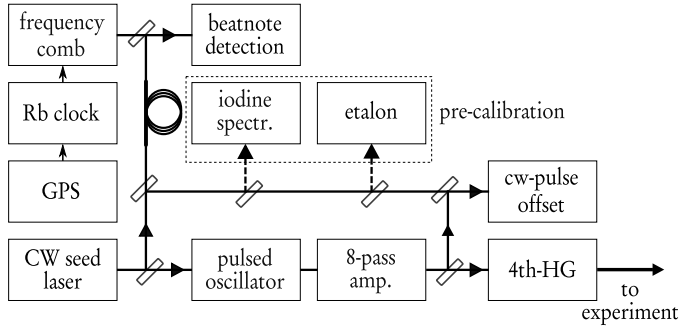 frequency
comb
beatnote
detection
Rb clock
iodine
spectr.
etalon
pre-calibration
GPS
cw-pulse
offset
CW seed
laser
pulsed
oscillator
8-pass
amp.
4th-HG
to
experiment